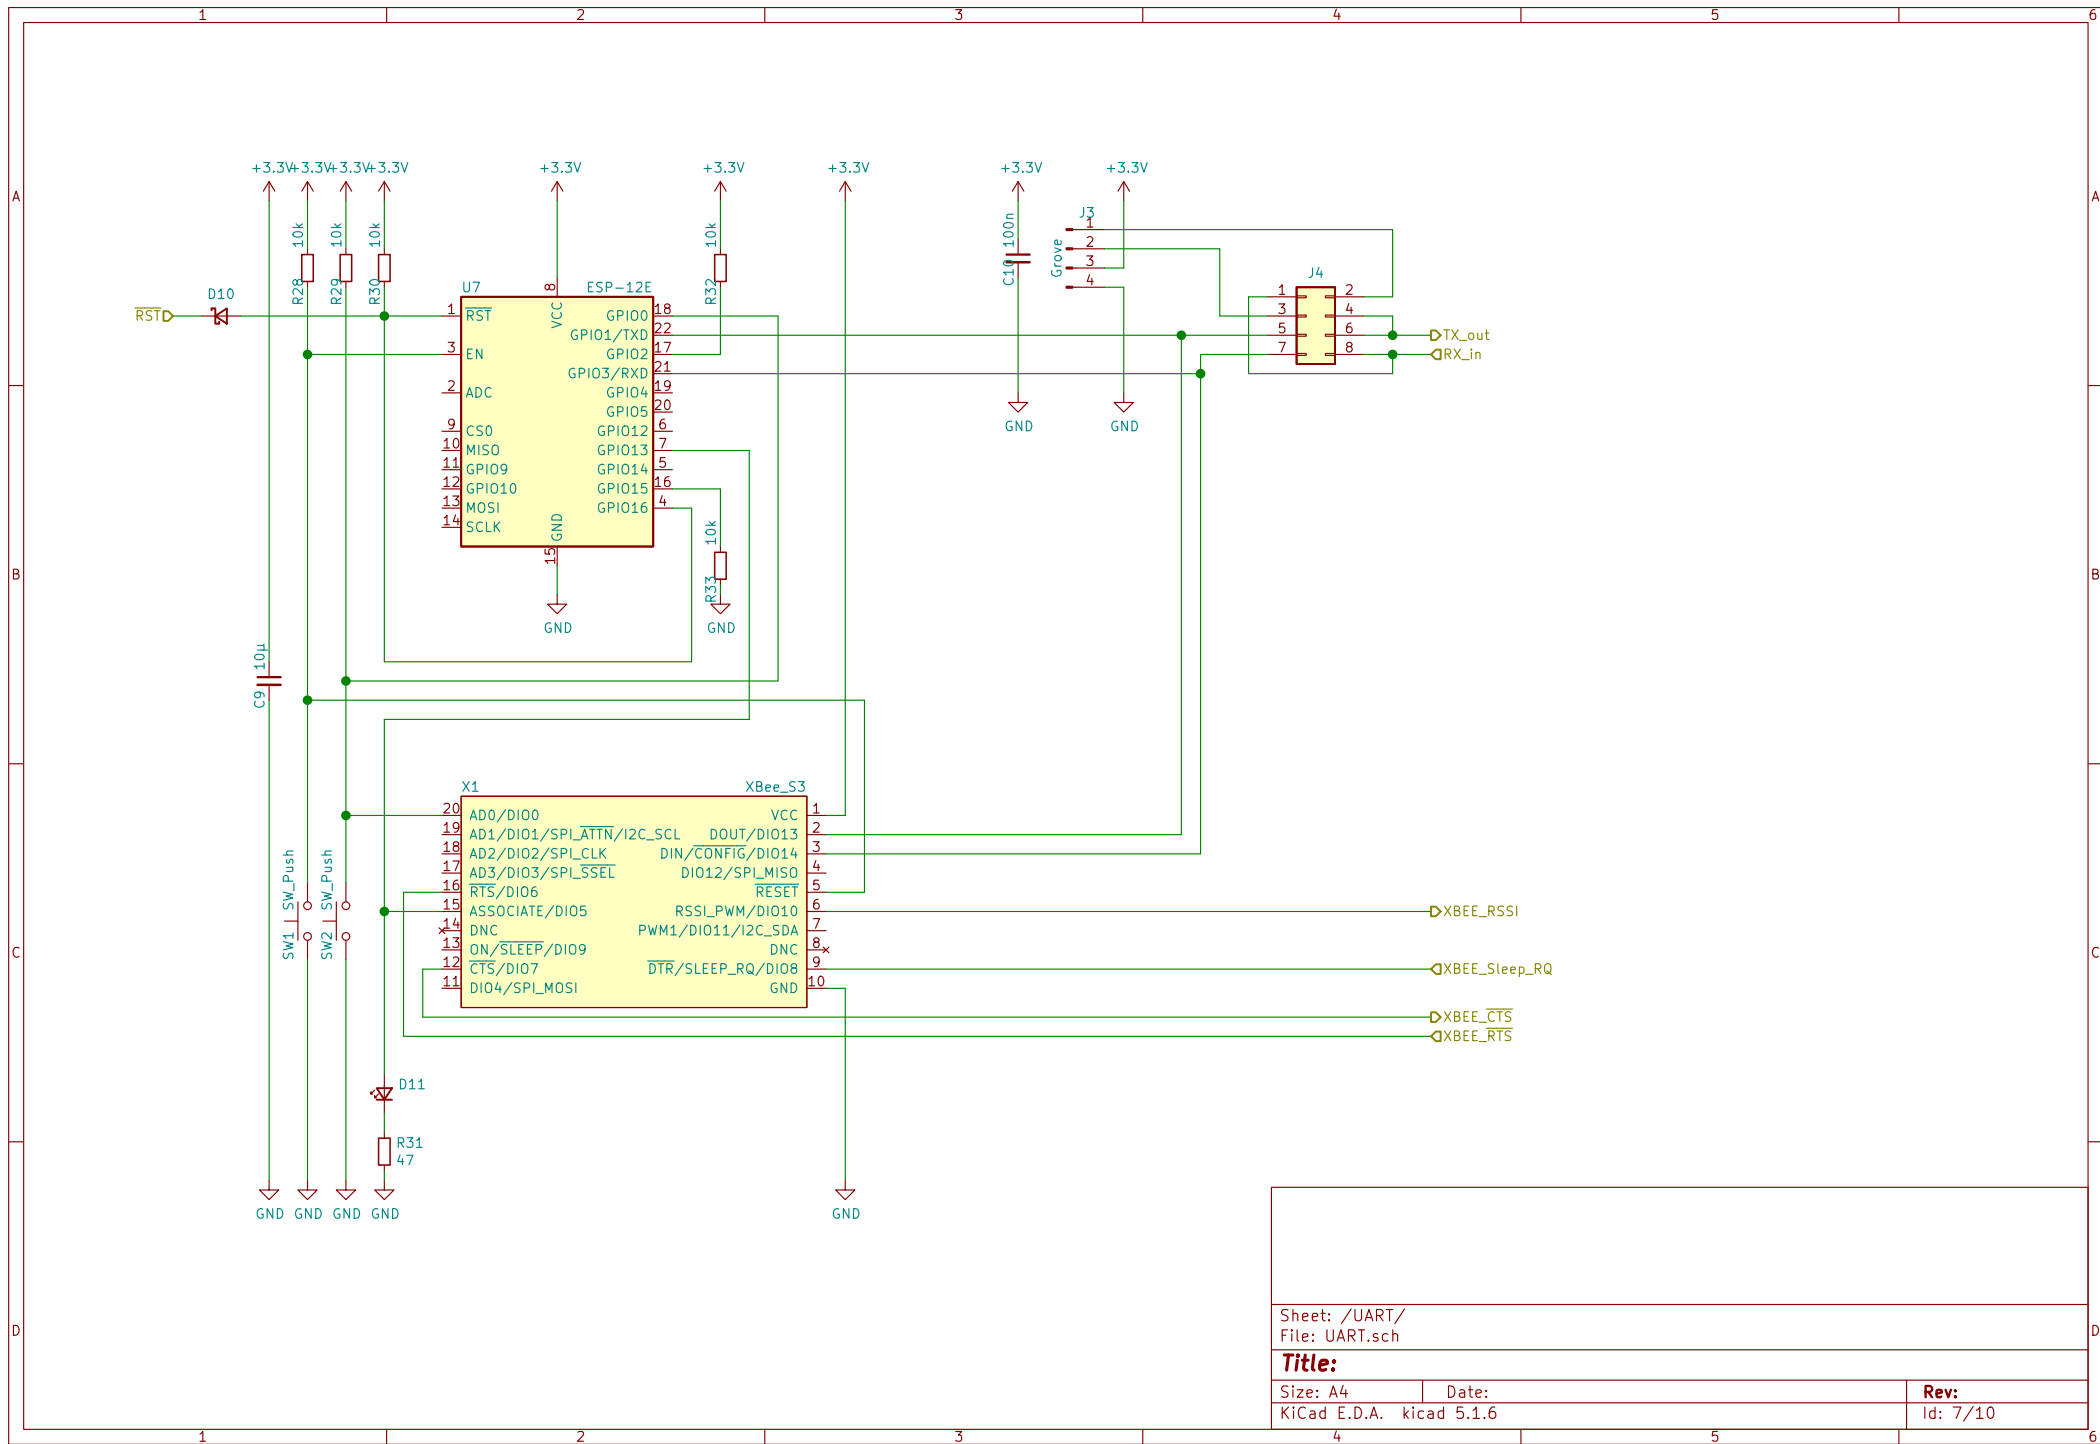 1 2 3 4 5 6
A A
+3.3V +3.3V +3.3V +3.3V +3.3V +3.3V +3.3V +3.3V +3.3V
10k 10k 10k 10k
R28 R29 R30 R32
RST
D10
U7 ESP-12E
1 RST
3 EN
2 ADC
9 CS0
10 MISO
11 GPIO9
12 GPIO10
13 MOSI
14 SCLK
8 VCC
GND 15
GPIO0 18
GPIO1/TXD 22
GPIO2 17
GPIO3/RXD 21
GPIO4 19
GPIO5 20
GPIO12 6
GPIO13 7
GPIO14 5
GPIO15 16
GPIO16 4
C10 100n
J3
Grove
1
2
3
4
J4
1 2
3 4
5 6
7 8
TX_out
RX_in
GND GND
10k
R33
GND GND
B B
C9 10µ
X1 XBee_S3
20 AD0/DIO0
19 AD1/DIO1/SPI_ATTN/I2C_SCL
18 AD2/DIO2/SPI_CLK
17 AD3/DIO3/SPI_SSEL
16 RTS/DIO6
15 ASSOCIATE/DIO5
14 DNC
13 ON/SLEEP/DIO9
12 CTS/DIO7
11 DIO4/SPI_MOSI
VCC 1
DOUT/DIO13 2
DIN/CONFIG/DIO14 3
DIO12/SPI_MISO 4
RESET 5
RSSI_PWM/DIO10 6
PWM1/DIO11/I2C_SDA 7
DNC 8
DTR/SLEEP_RQ/DIO8 9
GND 10
SW1 SW_Push
SW2 SW_Push
XBEE_RSSI
XBEE_Sleep_RQ
XBEE_CTS
XBEE_RTS
C C
D11
R31
47
GND GND GND GND GND
D D
Sheet: /UART/
File: UART.sch
Title:
Size: A4 Date: Rev:
KiCad E.D.A. kicad 5.1.6 Id: 7/10
1 2 3 4 5 6